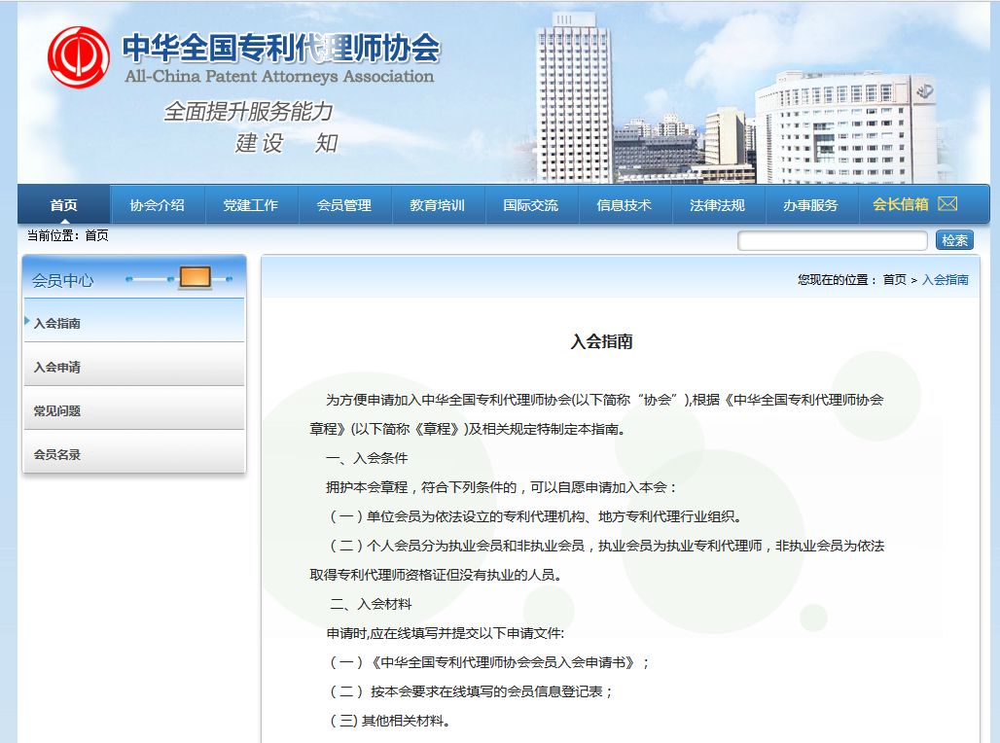 中华全国专利代理师协会
All-China Patent Attorneys Association
全面提升服务能力
建设 知
首页 协会介绍 党建工作 会员管理 教育培训 国际交流 信息技术 法律法规 办事服务 会长信箱
当前位置：首页
检索
会员中心
入会指南
入会申请
常见问题
会员名录
您现在的位置： 首页 > 入会指南
入会指南
为方便申请加入中华全国专利代理师协会(以下简称“协会”),根据《中华全国专利代理师协会
章程》(以下简称《章程》)及相关规定特制定本指南。
一、入会条件
拥护本会章程，符合下列条件的，可以自愿申请加入本会：
（一）单位会员为依法设立的专利代理机构、地方专利代理行业组织。
（二）个人会员分为执业会员和非执业会员，执业会员为执业专利代理师，非执业会员为依法
取得专利代理师资格证但没有执业的人员。
二、入会材料
申请时,应在线填写并提交以下申请文件:
（一）《中华全国专利代理师协会会员入会申请书》；
（二） 按本会要求在线填写的会员信息登记表；
（三) 其他相关材料。